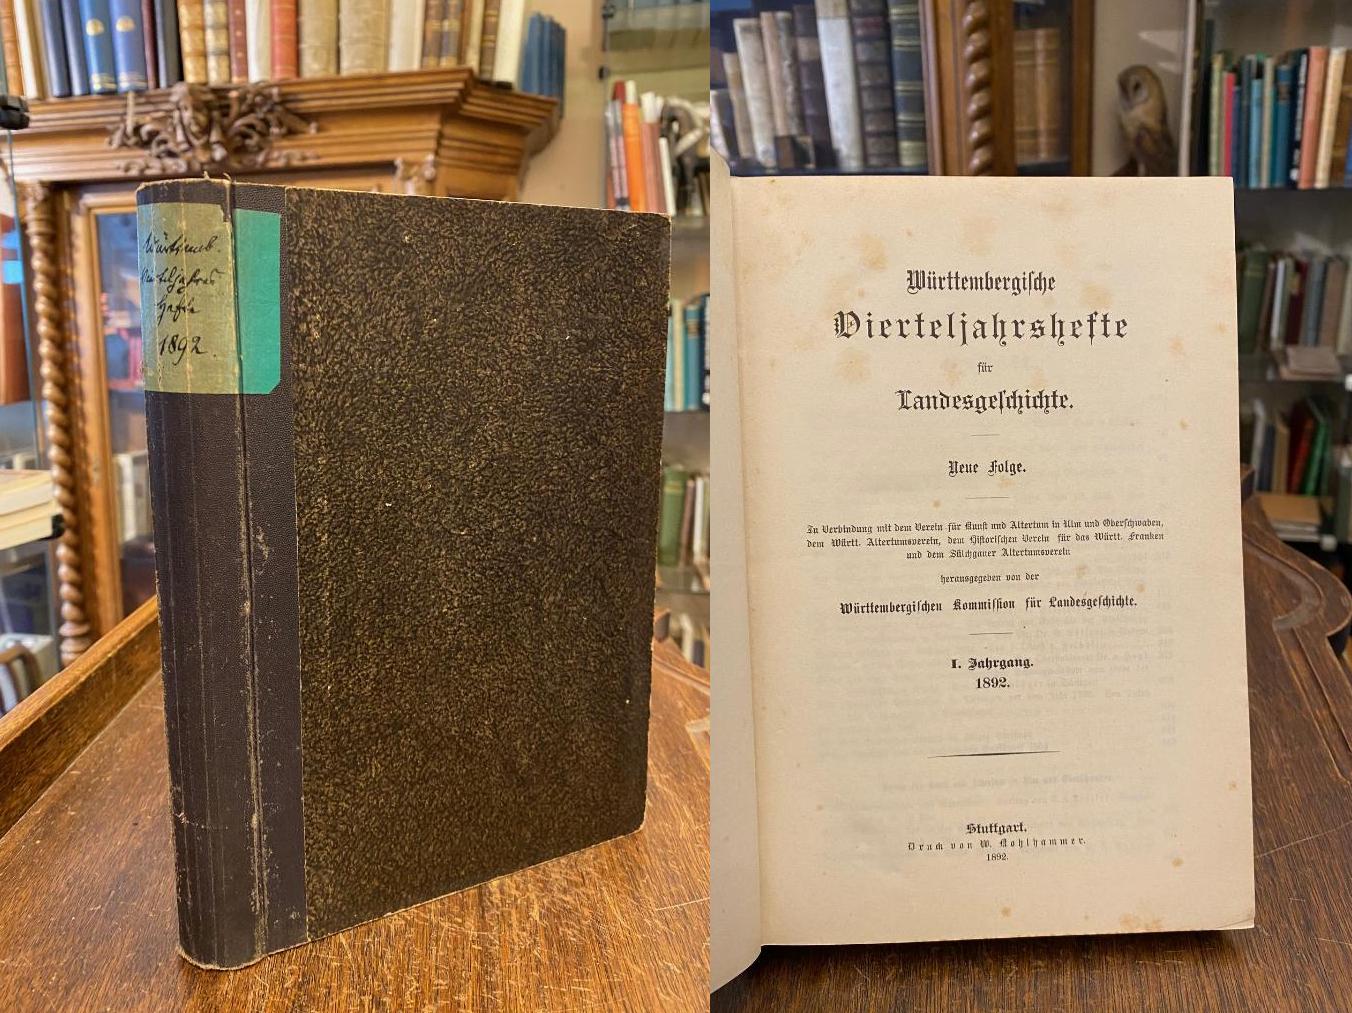 Württemb.
Vierteljahres
Hefte
1892.
Württembergiſche
Vierteljahrshefte
für
Landesgeſchichte.
Neue Folge.
In Verbindung mit dem Verein für Kunſt und Altertum in Ulm und Oberſchwaben,
dem Württ. Altertumsverein, dem Hiſtoriſchen Verein für das Württ. Franken
und dem Sülchgauer Altertumsverein
herausgegeben von der
Württembergiſchen Kommiſſion für Landesgeſchichte.
I. Jahrgang.
1892.
Stuttgart.
Druck von W. Kohlhammer.
1892.